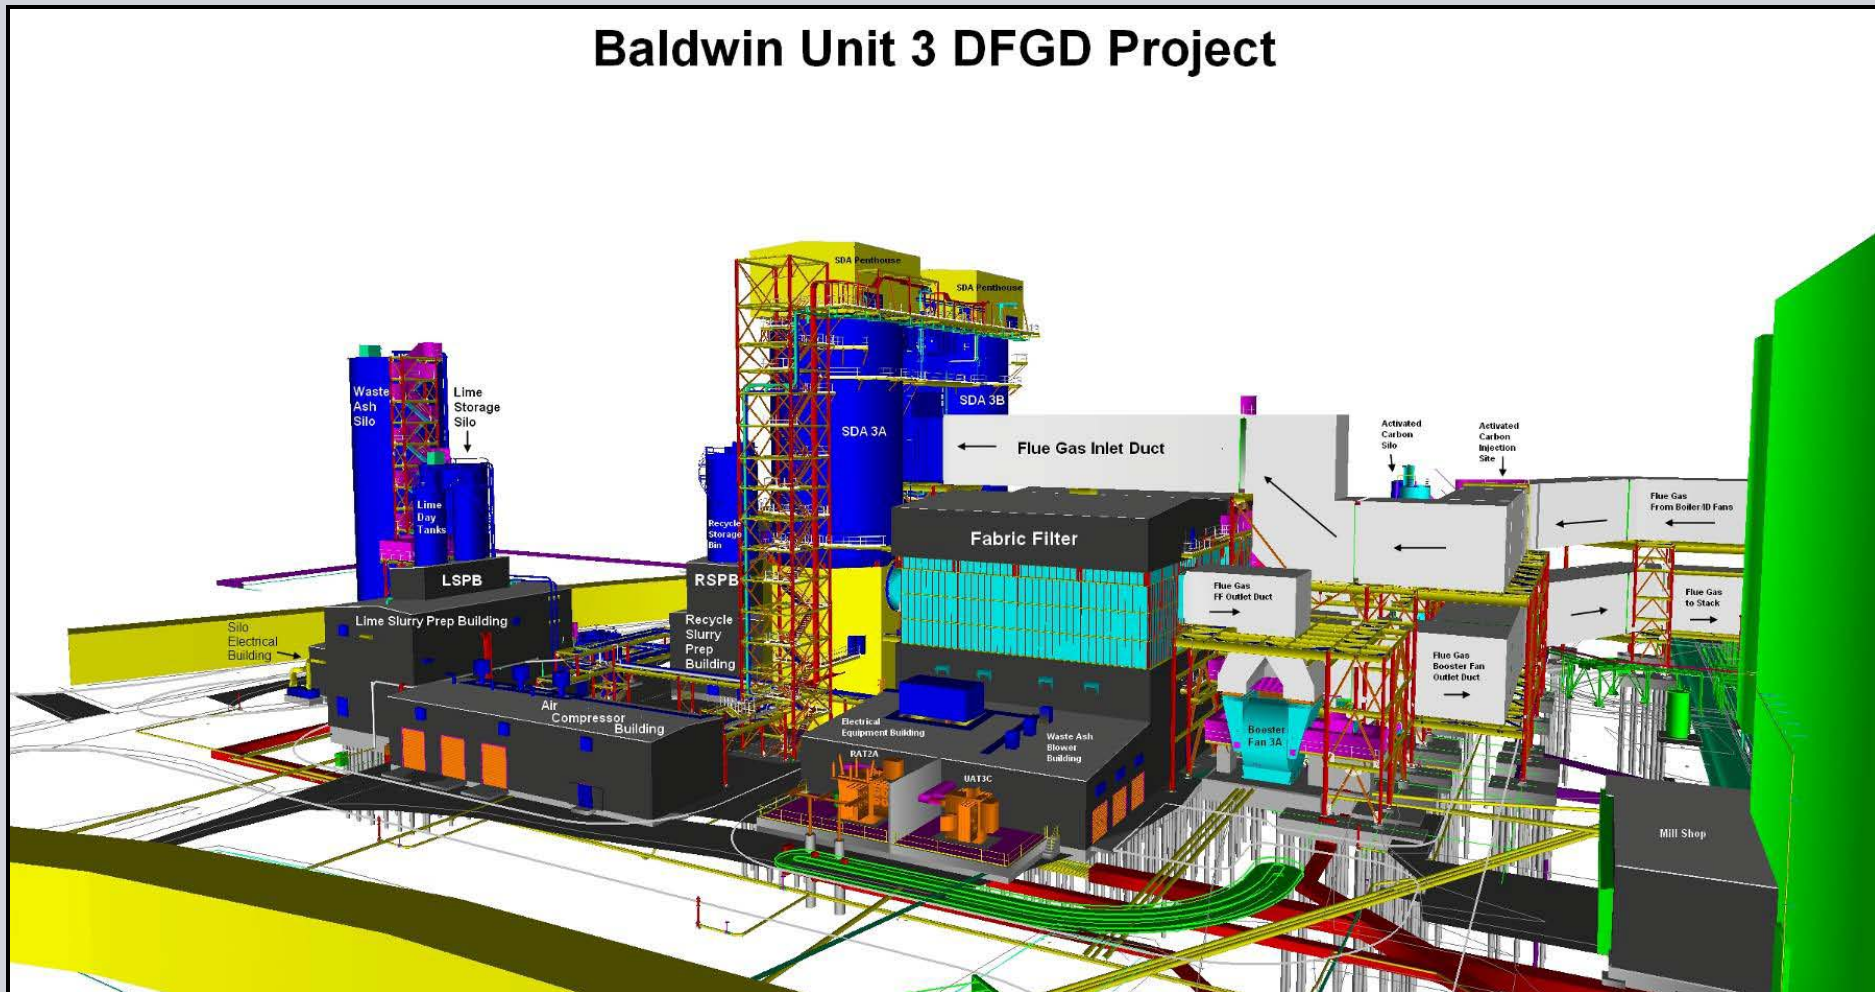 Baldwin Unit 3 DFGD Project
SDA Penthouse
SDA Penthouse
Waste
Ash
Silo
Lime
Storage
Silo
SDA 3B
SDA 3A
Flue Gas Inlet Duct
Activated
Carbon
Silo
Activated
Carbon
Injection
Site
Flue Gas
From Boiler ID Fans
Lime
Day
Tanks
Recycle
Storage
Bin
Fabric Filter
LSPB
RSPB
Flue Gas
FF Outlet Duct
Flue Gas
to Stack
Silo
Electrical
Building
Lime Slurry Prep Building
Recycle
Slurry
Prep
Building
Flue Gas
Booster Fan
Outlet Duct
Air
Compressor
Building
Electrical
Equipment Building
Waste Ash
Blower
Building
Booster
Fan 3A
RAT2A
UAT3C
Mill Shop